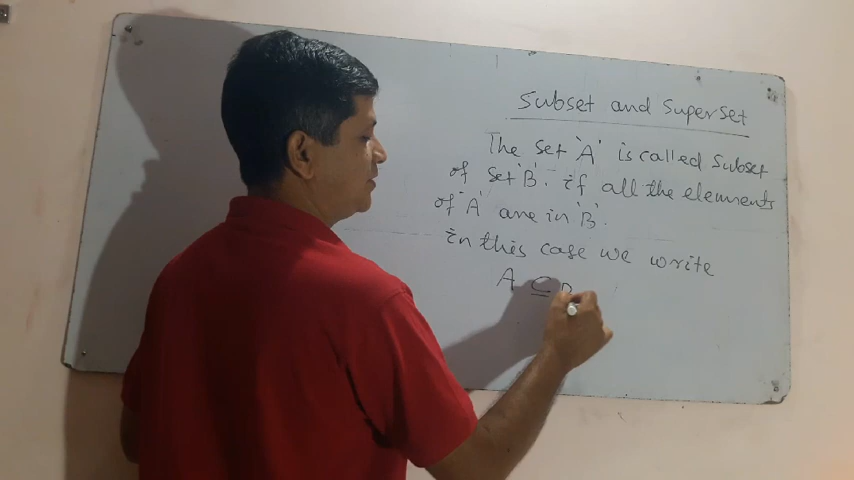 Subset and Superset
The set 'A' is called subset
of set 'B'. if all the elements
of 'A' are in 'B'.
in this case we write
A ⊆ B